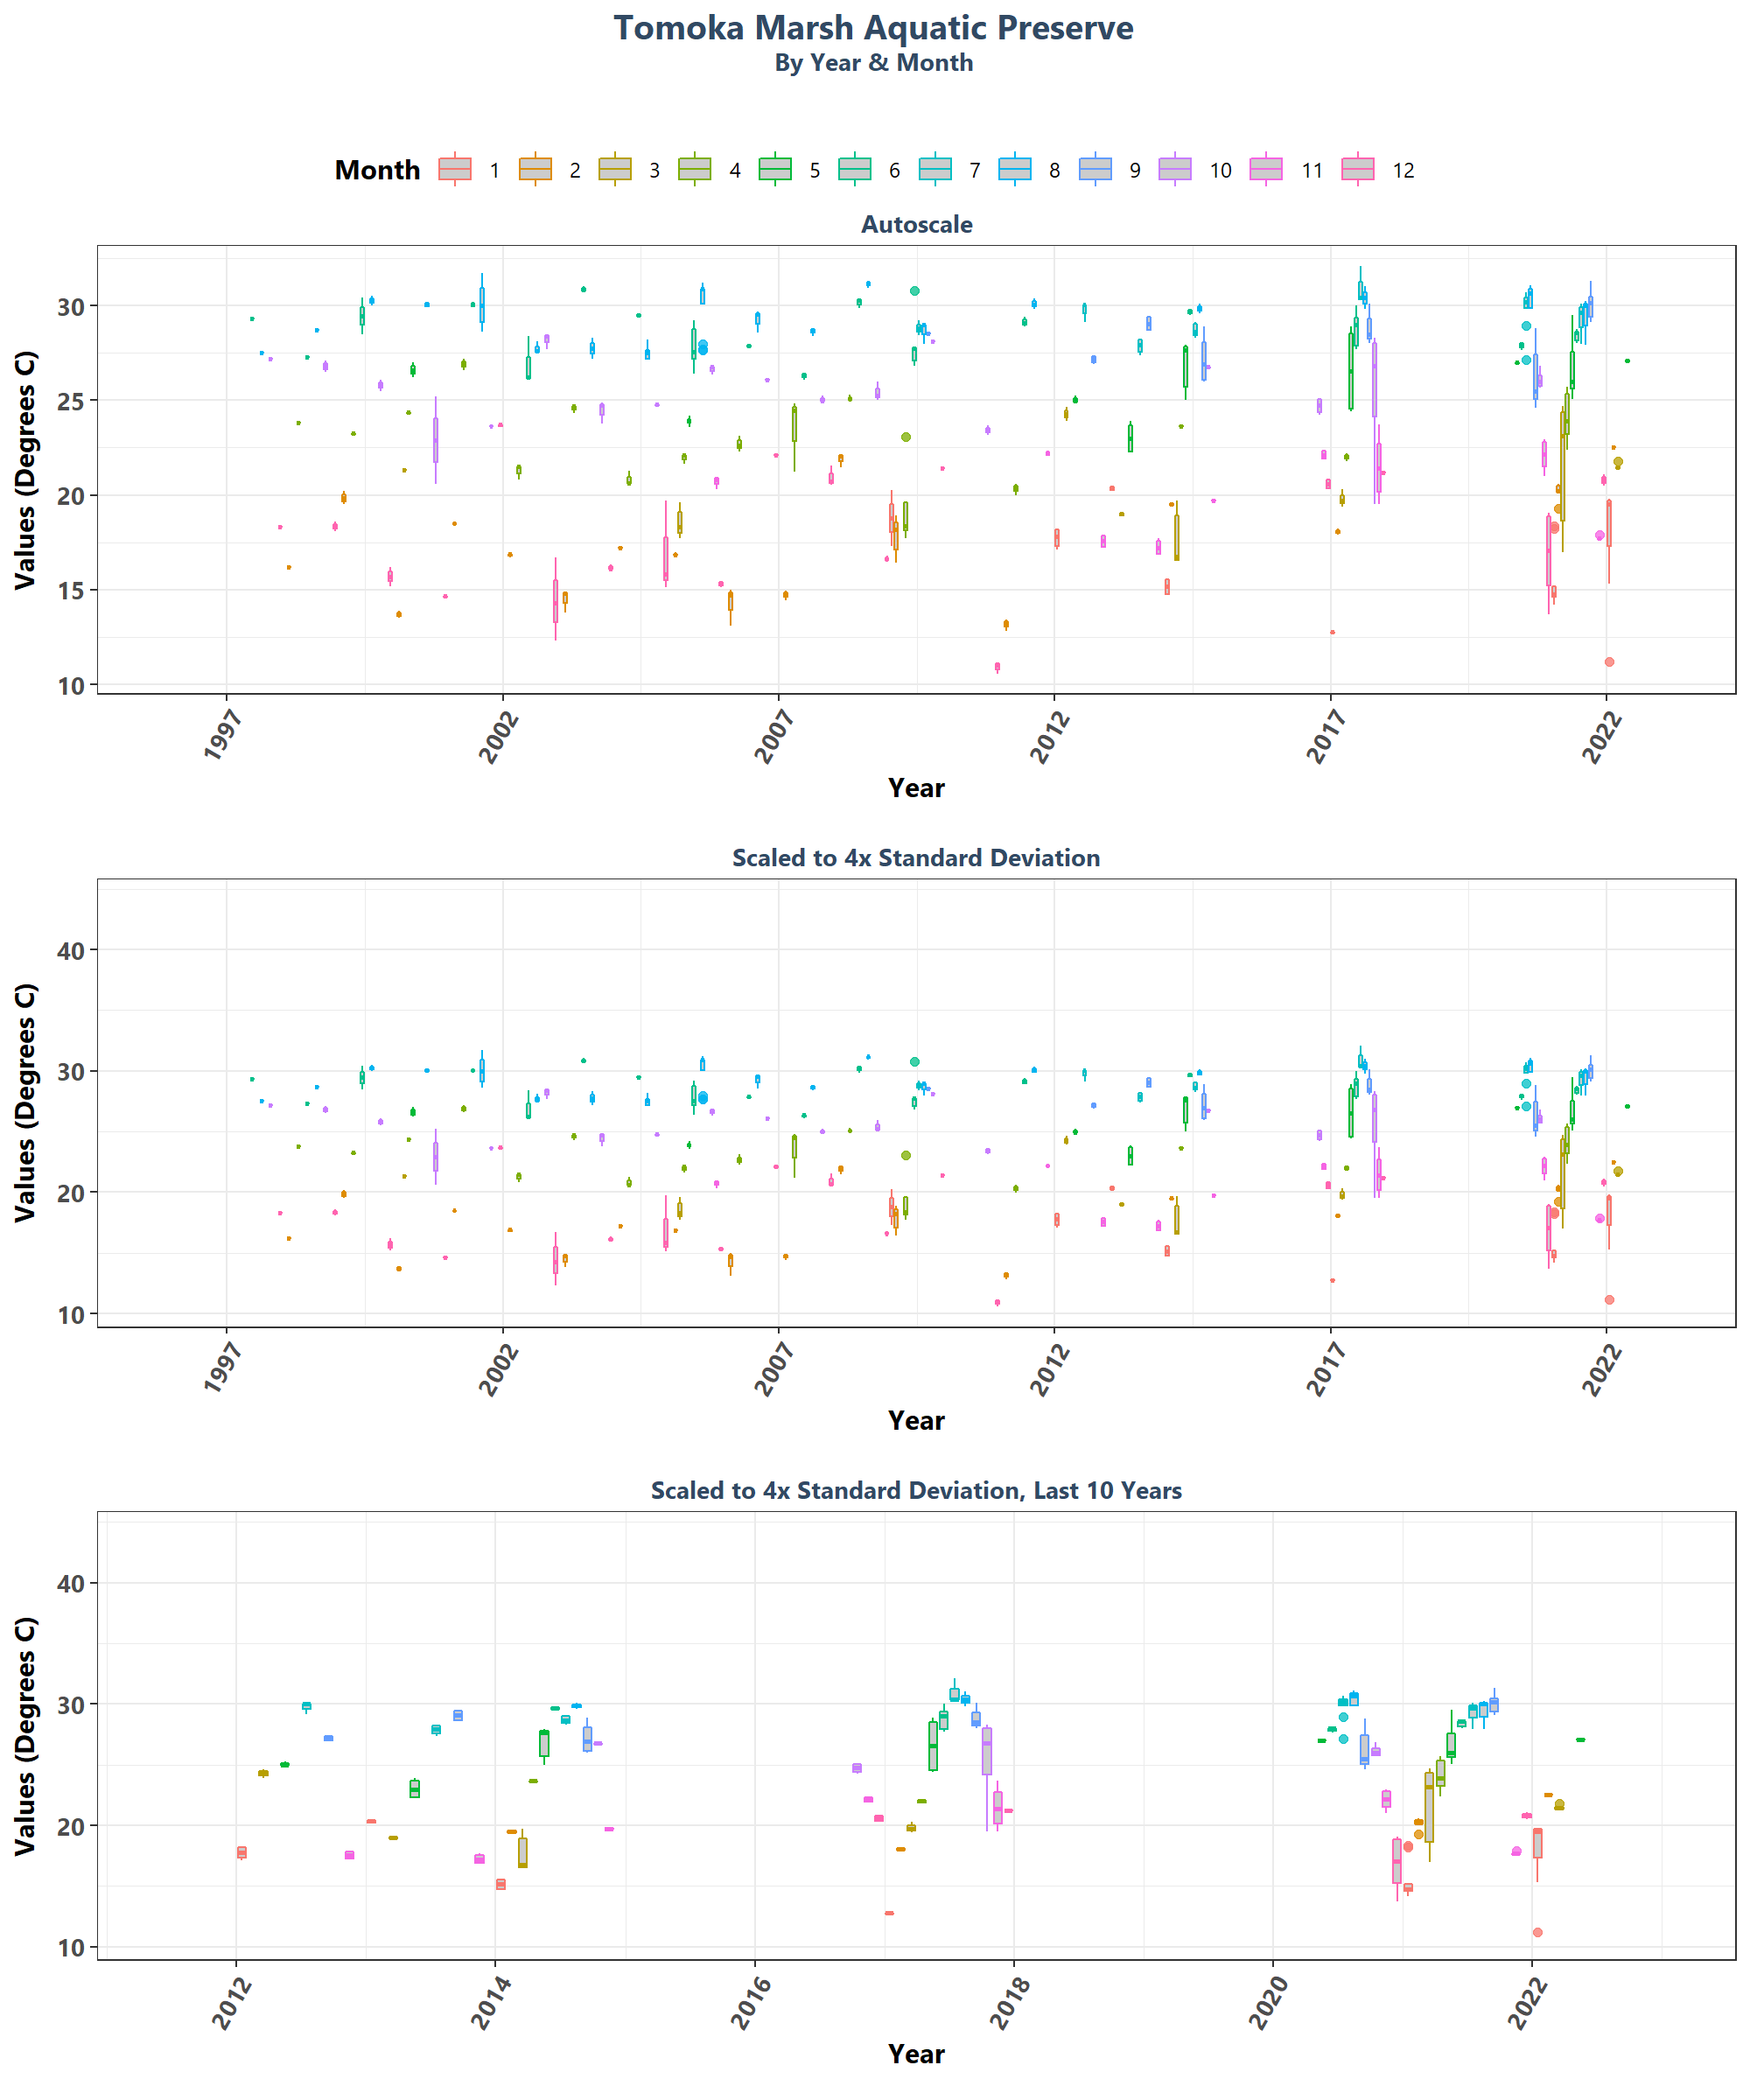 Tomoka Marsh Aquatic Preserve
By Year & Month
Month 1 2 3 4 5 6 7 8 9 10 11 12
Autoscale
Values (Degrees C)
30
25
20
15
10
1997 2002 2007 2012 2017 2022
Year
Scaled to 4x Standard Deviation
Values (Degrees C)
40
30
20
10
1997 2002 2007 2012 2017 2022
Year
Scaled to 4x Standard Deviation, Last 10 Years
Values (Degrees C)
40
30
20
10
2012 2014 2016 2018 2020 2022
Year